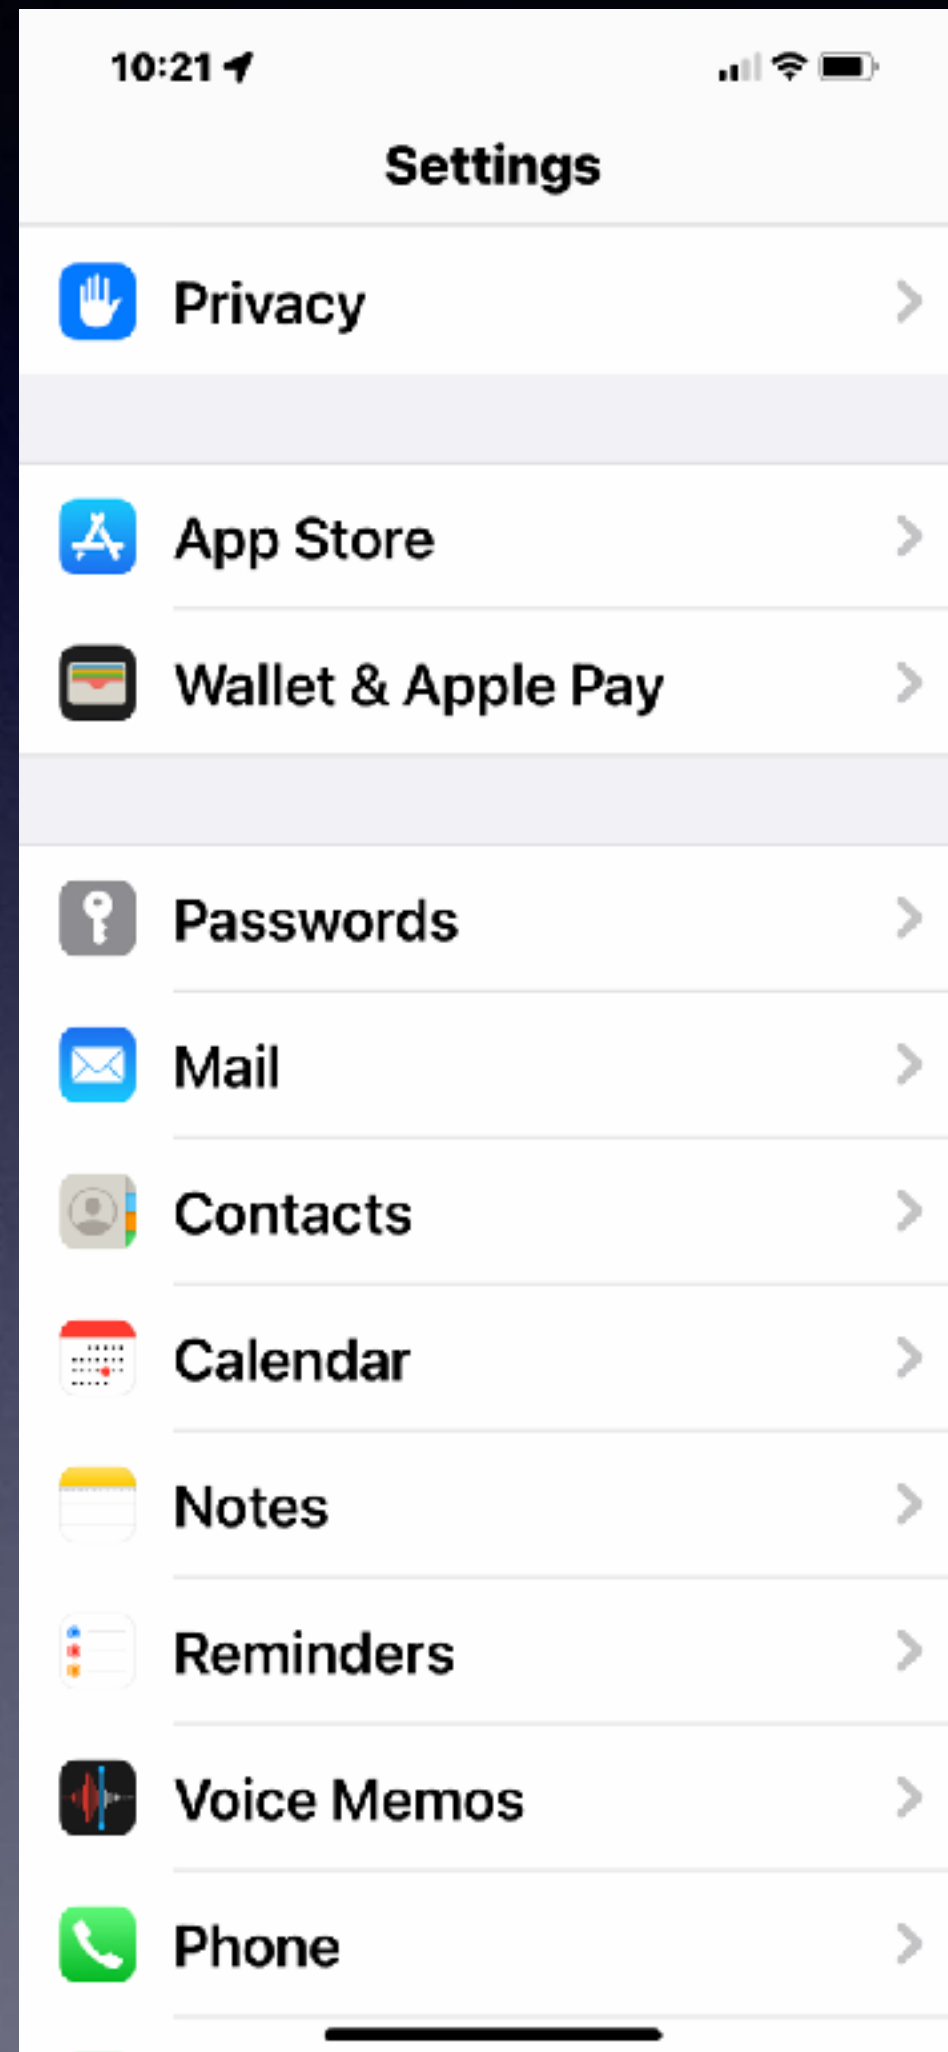 10:21
Settings
Privacy
App Store
Wallet & Apple Pay
Passwords
Mail
Contacts
Calendar
Notes
Reminders
Voice Memos
Phone